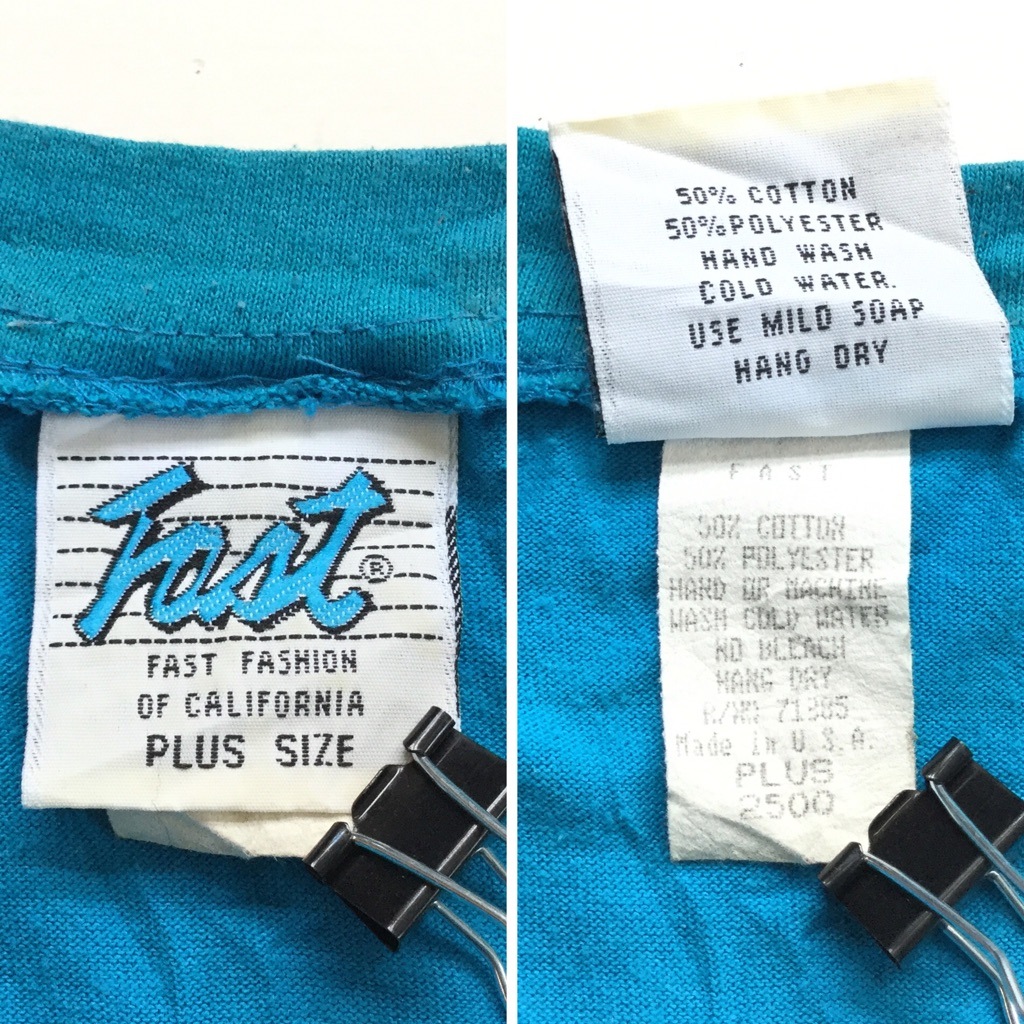 Fast ®
FAST FASHION
OF CALIFORNIA
PLUS SIZE
50% COTTON
50% POLYESTER
HAND WASH
COLD WATER.
USE MILD SOAP
HANG DRY
FAST
50% COTTON
50% POLYESTER
HAND OR MACHINE
WASH COLD WATER
NO BLEACH
HANG DRY
Made in U.S.A.
PLUS
2500